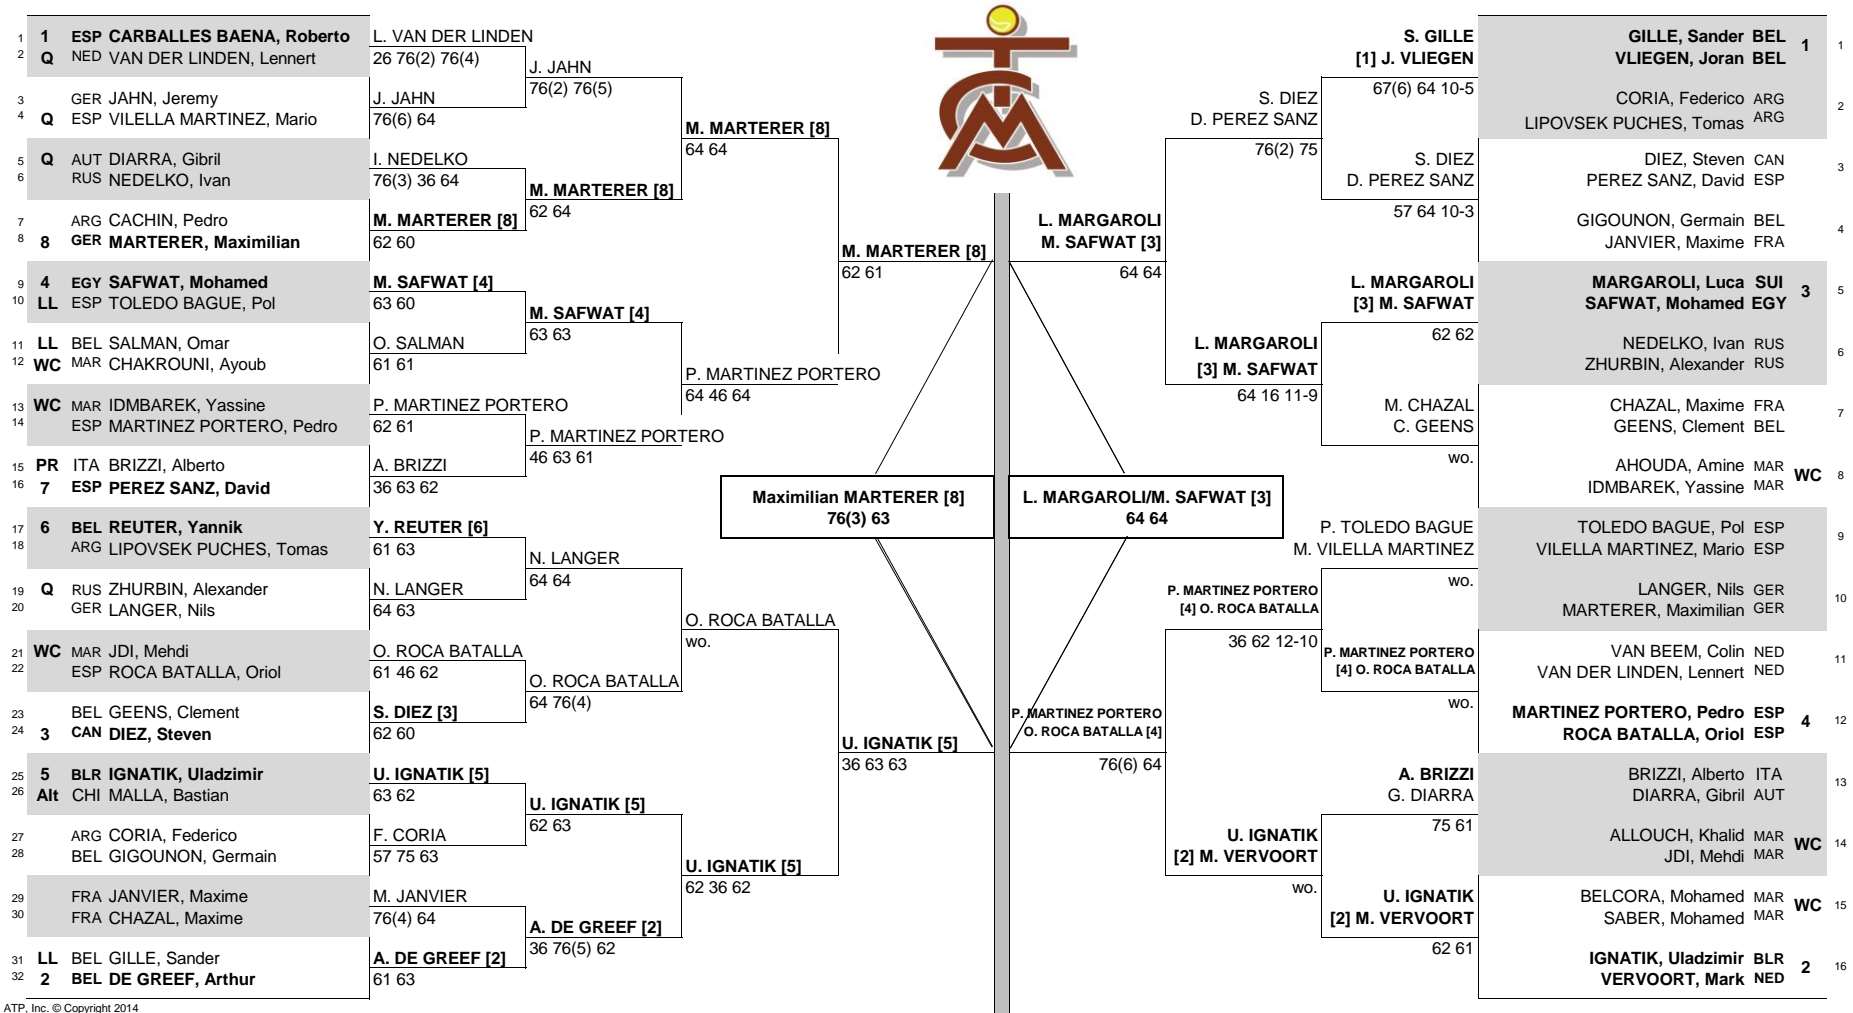 1 1 ESP CARBALLES BAENA, Roberto
2 Q NED VAN DER LINDEN, Lennert
3 GER JAHN, Jeremy
4 Q ESP VILELLA MARTINEZ, Mario
5 Q AUT DIARRA, Gibril
6 RUS NEDELKO, Ivan
7 ARG CACHIN, Pedro
8 8 GER MARTERER, Maximilian
9 4 EGY SAFWAT, Mohamed
10 LL ESP TOLEDO BAGUE, Pol
11 LL BEL SALMAN, Omar
12 WC MAR CHAKROUNI, Ayoub
13 WC MAR IDMBAREK, Yassine
14 ESP MARTINEZ PORTERO, Pedro
15 PR ITA BRIZZI, Alberto
16 7 ESP PEREZ SANZ, David
17 6 BEL REUTER, Yannik
18 ARG LIPOVSEK PUCHES, Tomas
19 Q RUS ZHURBIN, Alexander
20 GER LANGER, Nils
21 WC MAR JDI, Mehdi
22 ESP ROCA BATALLA, Oriol
23 BEL GEENS, Clement
24 3 CAN DIEZ, Steven
25 5 BLR IGNATIK, Uladzimir
26 Alt CHI MALLA, Bastian
27 ARG CORIA, Federico
28 BEL GIGOUNON, Germain
29 FRA JANVIER, Maxime
30 FRA CHAZAL, Maxime
31 LL BEL GILLE, Sander
32 2 BEL DE GREEF, Arthur
L. VAN DER LINDEN
26 76(2) 76(4)
J. JAHN
76(6) 64
I. NEDELKO
76(3) 36 64
M. MARTERER [8]
62 60
M. SAFWAT [4]
63 60
O. SALMAN
61 61
P. MARTINEZ PORTERO
62 61
A. BRIZZI
36 63 62
Y. REUTER [6]
61 63
N. LANGER
64 63
O. ROCA BATALLA
61 46 62
S. DIEZ [3]
62 60
U. IGNATIK [5]
63 62
F. CORIA
57 75 63
M. JANVIER
76(4) 64
A. DE GREEF [2]
61 63
J. JAHN
76(2) 76(5)
M. MARTERER [8]
62 64
M. SAFWAT [4]
63 63
P. MARTINEZ PORTERO
46 63 61
N. LANGER
64 64
O. ROCA BATALLA
64 76(4)
U. IGNATIK [5]
62 63
A. DE GREEF [2]
36 76(5) 62
M. MARTERER [8]
64 64
P. MARTINEZ PORTERO
64 46 64
O. ROCA BATALLA
wo.
U. IGNATIK [5]
62 36 62
M. MARTERER [8]
62 61
U. IGNATIK [5]
36 63 63
Maximilian MARTERER [8]
76(3) 63
TCM
L. MARGAROLI/M. SAFWAT [3]
64 64
L. MARGAROLI
M. SAFWAT [3]
64 64
P. MARTINEZ PORTERO
O. ROCA BATALLA [4]
76(6) 64
S. DIEZ
D. PEREZ SANZ
76(2) 75
L. MARGAROLI
[3] M. SAFWAT
64 16 11-9
P. MARTINEZ PORTERO
[4] O. ROCA BATALLA
36 62 12-10
U. IGNATIK
[2] M. VERVOORT
wo.
S. GILLE
[1] J. VLIEGEN
67(6) 64 10-5
S. DIEZ
D. PEREZ SANZ
57 64 10-3
L. MARGAROLI
[3] M. SAFWAT
62 62
M. CHAZAL
C. GEENS
wo.
P. TOLEDO BAGUE
M. VILELLA MARTINEZ
wo.
P. MARTINEZ PORTERO
[4] O. ROCA BATALLA
wo.
A. BRIZZI
G. DIARRA
75 61
U. IGNATIK
[2] M. VERVOORT
62 61
GILLE, Sander BEL
VLIEGEN, Joran BEL
1 1
CORIA, Federico ARG
LIPOVSEK PUCHES, Tomas ARG
2
DIEZ, Steven CAN
PEREZ SANZ, David ESP
3
GIGOUNON, Germain BEL
JANVIER, Maxime FRA
4
MARGAROLI, Luca SUI
SAFWAT, Mohamed EGY
3 5
NEDELKO, Ivan RUS
ZHURBIN, Alexander RUS
6
CHAZAL, Maxime FRA
GEENS, Clement BEL
7
AHOUDA, Amine MAR
IDMBAREK, Yassine MAR
WC 8
TOLEDO BAGUE, Pol ESP
VILELLA MARTINEZ, Mario ESP
9
LANGER, Nils GER
MARTERER, Maximilian GER
10
VAN BEEM, Colin NED
VAN DER LINDEN, Lennert NED
11
MARTINEZ PORTERO, Pedro ESP
ROCA BATALLA, Oriol ESP
4 12
BRIZZI, Alberto ITA
DIARRA, Gibril AUT
13
ALLOUCH, Khalid MAR
JDI, Mehdi MAR
WC 14
BELCORA, Mohamed MAR
SABER, Mohamed MAR
WC 15
IGNATIK, Uladzimir BLR
VERVOORT, Mark NED
2 16
ATP, Inc. © Copyright 2014